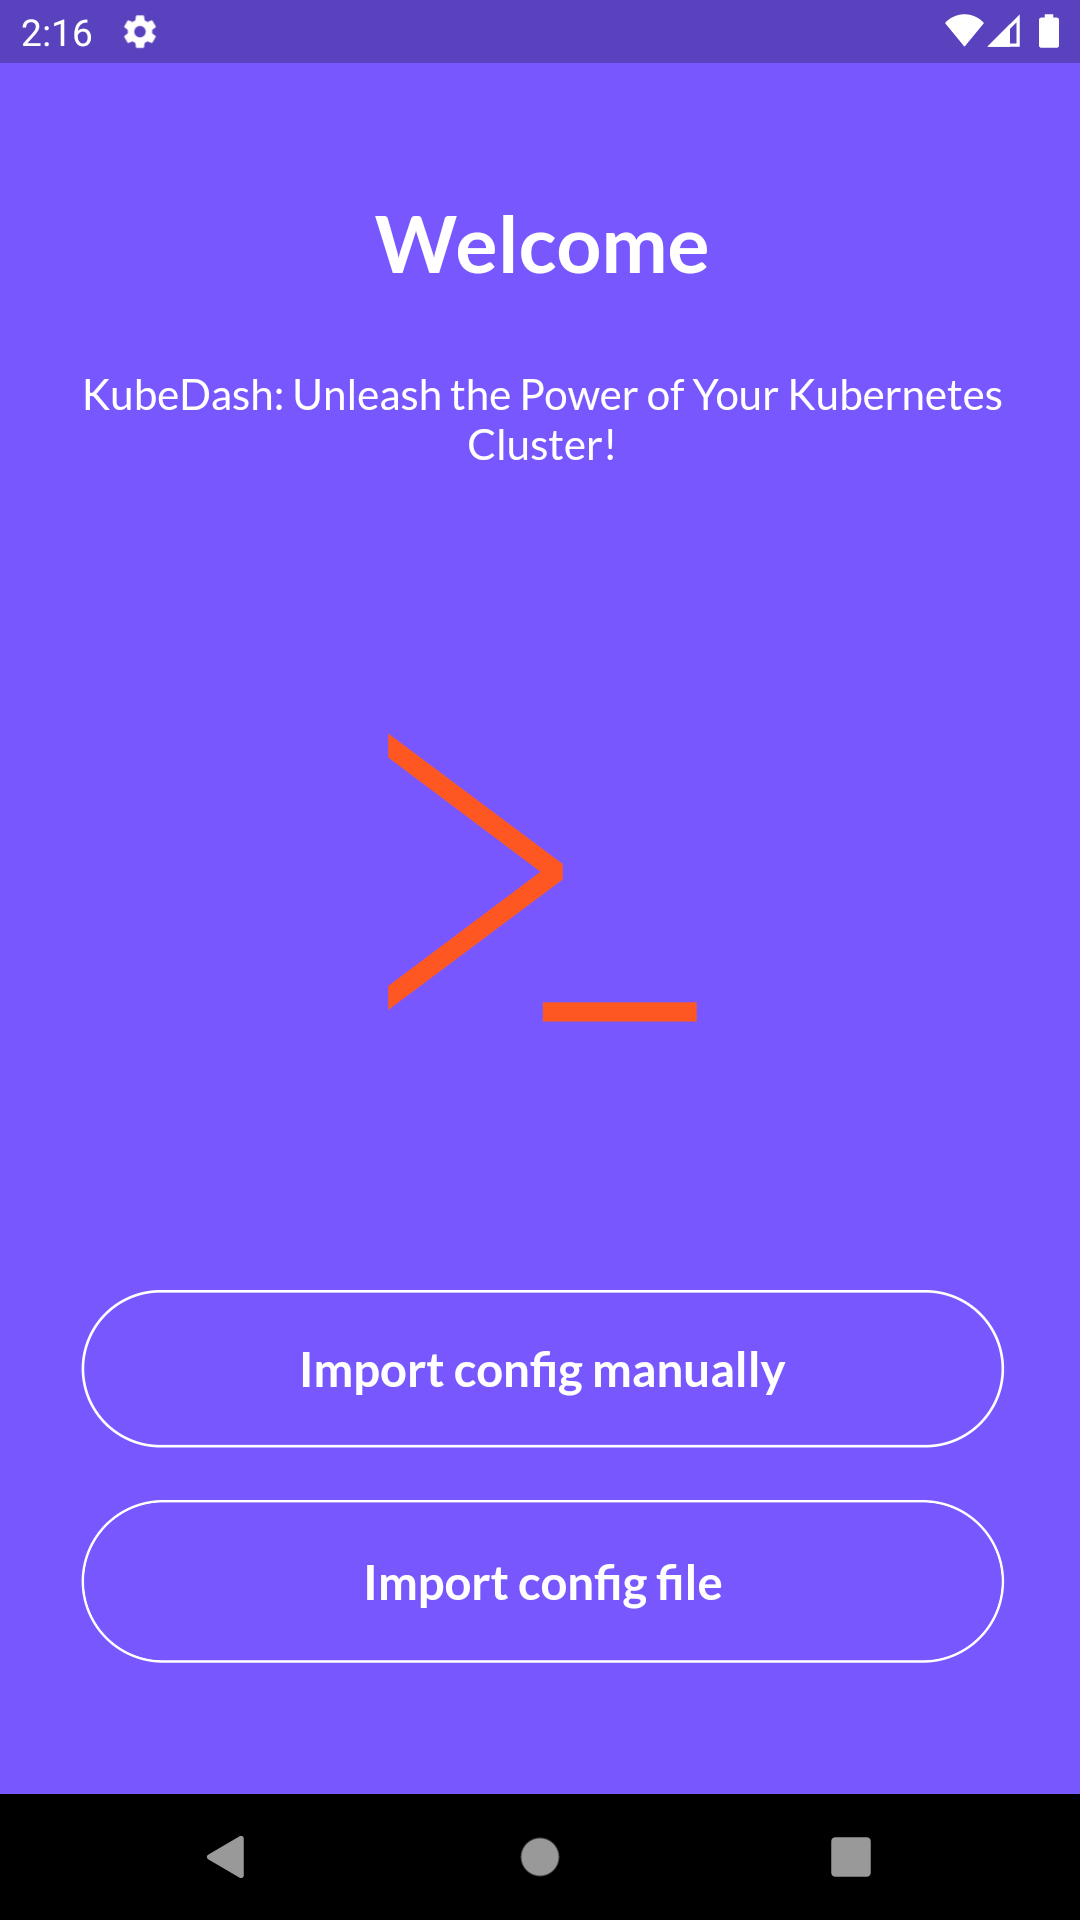 2:16
Welcome
KubeDash: Unleash the Power of Your Kubernetes
Cluster!
>_
Import config manually
Import config file